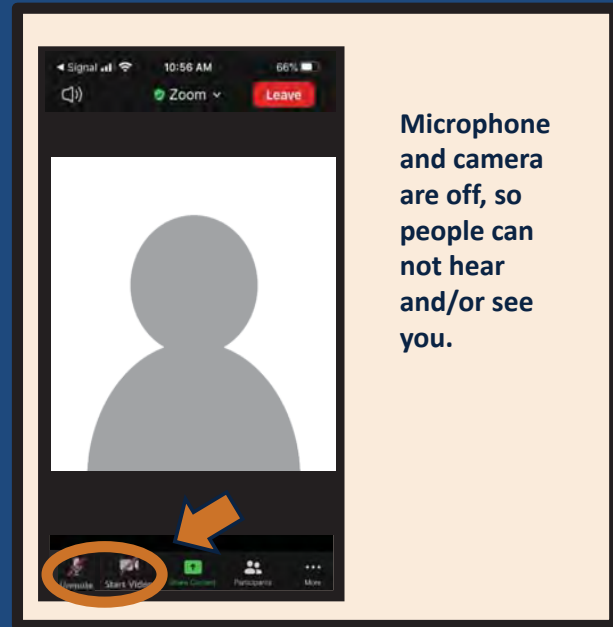 Signal 10:56 AM 66%
Zoom Leave
Microphone
and camera
are off, so
people can
not hear
and/or see
you.
Unmute Start Video Share Content Participants More